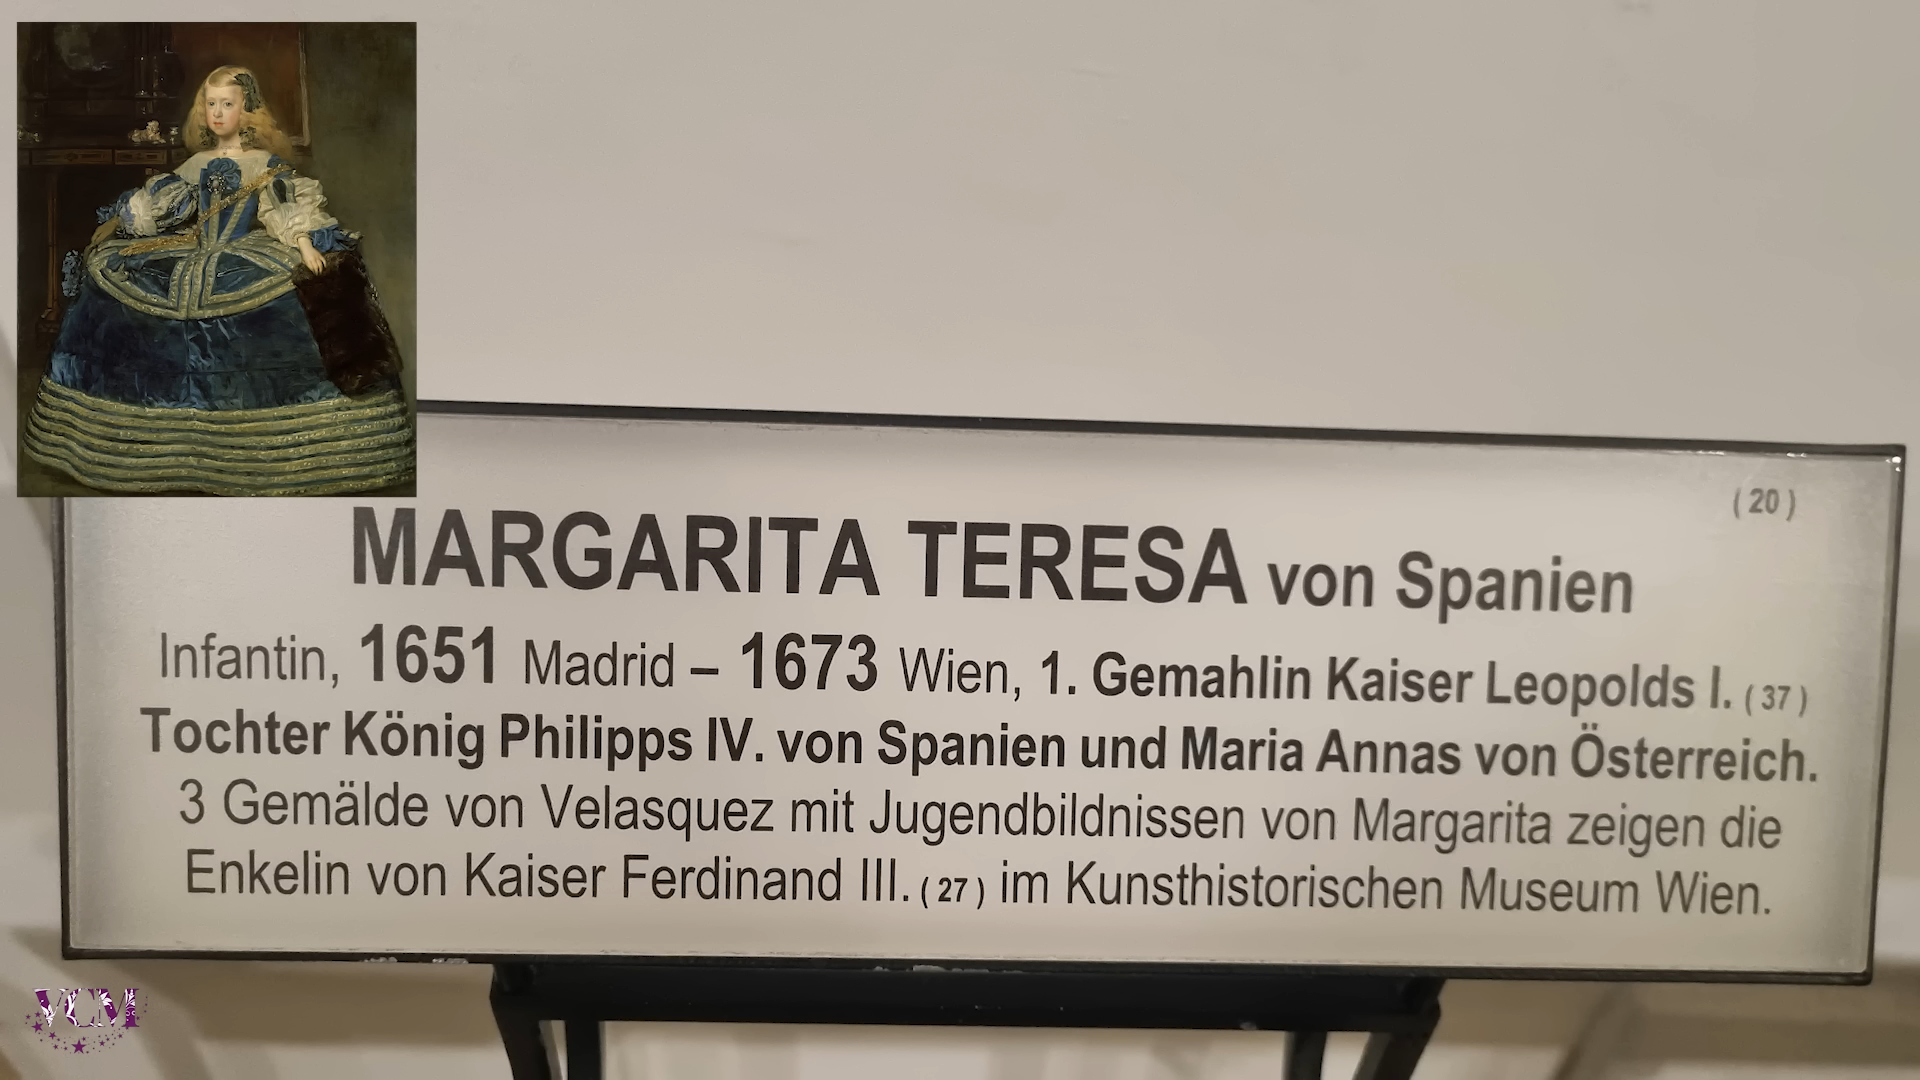 ( 20 )
MARGARITA TERESA von Spanien
Infantin, 1651 Madrid – 1673 Wien, 1. Gemahlin Kaiser Leopolds I. ( 37 )
Tochter König Philipps IV. von Spanien und Maria Annas von Österreich.
3 Gemälde von Velasquez mit Jugendbildnissen von Margarita zeigen die
Enkelin von Kaiser Ferdinand III. ( 27 ) im Kunsthistorischen Museum Wien.
VCM